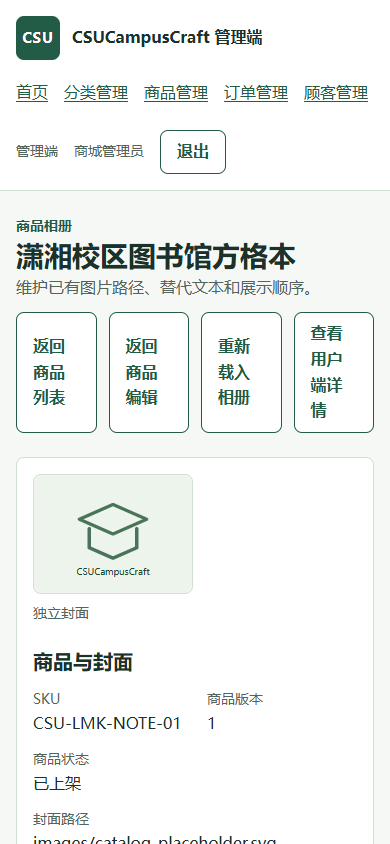 CSU CSUCampusCraft 管理端
首页 分类管理 商品管理 订单管理 顾客管理
管理端 商城管理员 退出
商品相册
潇湘校区图书馆方格本
维护已有图片路径、替代文本和展示顺序。
返回商品列表
返回商品编辑
重新载入相册
查看用户端详情
CSUCampusCraft
独立封面
商品与封面
SKU 商品版本
CSU-LMK-NOTE-01 1
商品状态
已上架
封面路径
images/catalog-placeholder.svg